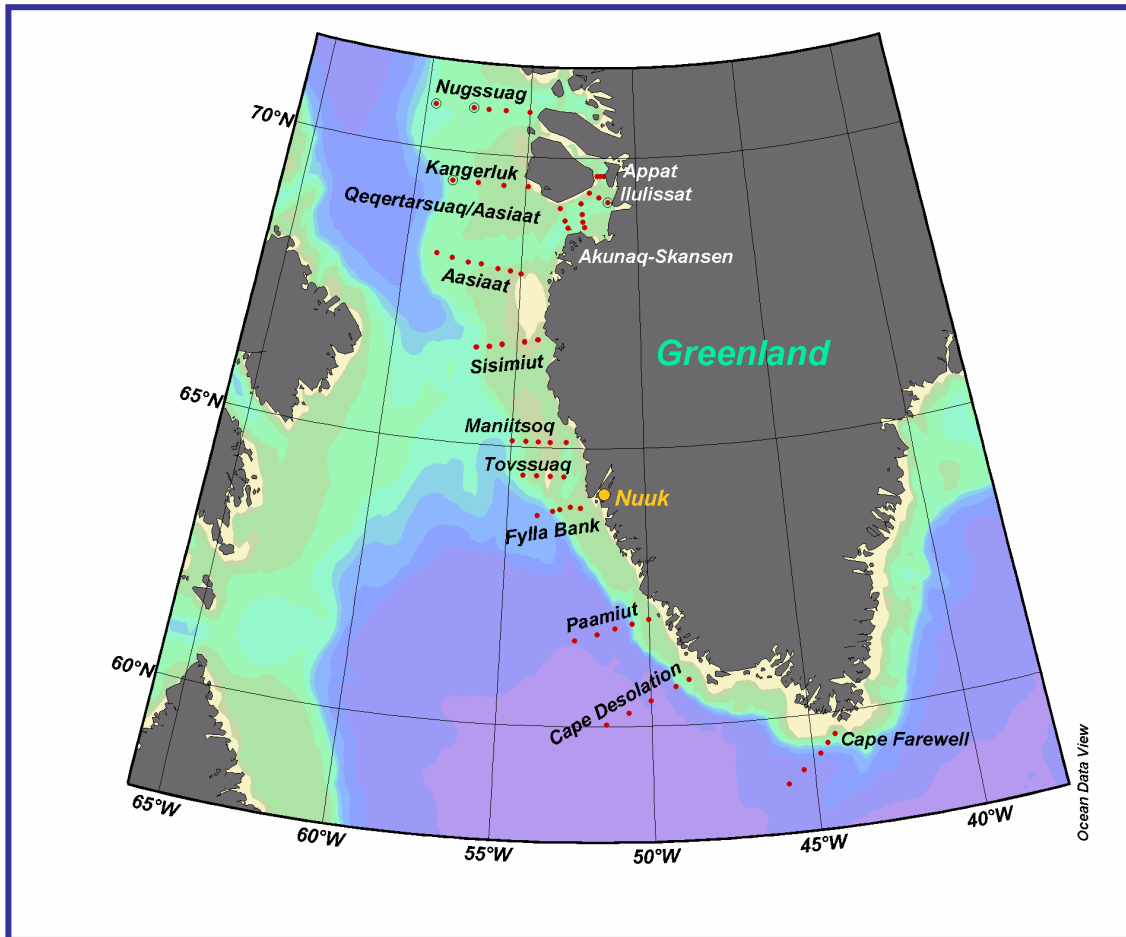 Nugssuag
70°N
Kangerluk
Appat
Ilulissat
Qeqertarsuaq/Aasiaat
Akunaq-Skansen
Aasiaat
Greenland
Sisimiut
65°N
Maniitsoq
Tovssuaq
Nuuk
Fylla Bank
Paamiut
60°N
Cape Desolation
Cape Farewell
65°W
60°W
55°W
50°W
45°W
40°W
Ocean Data View